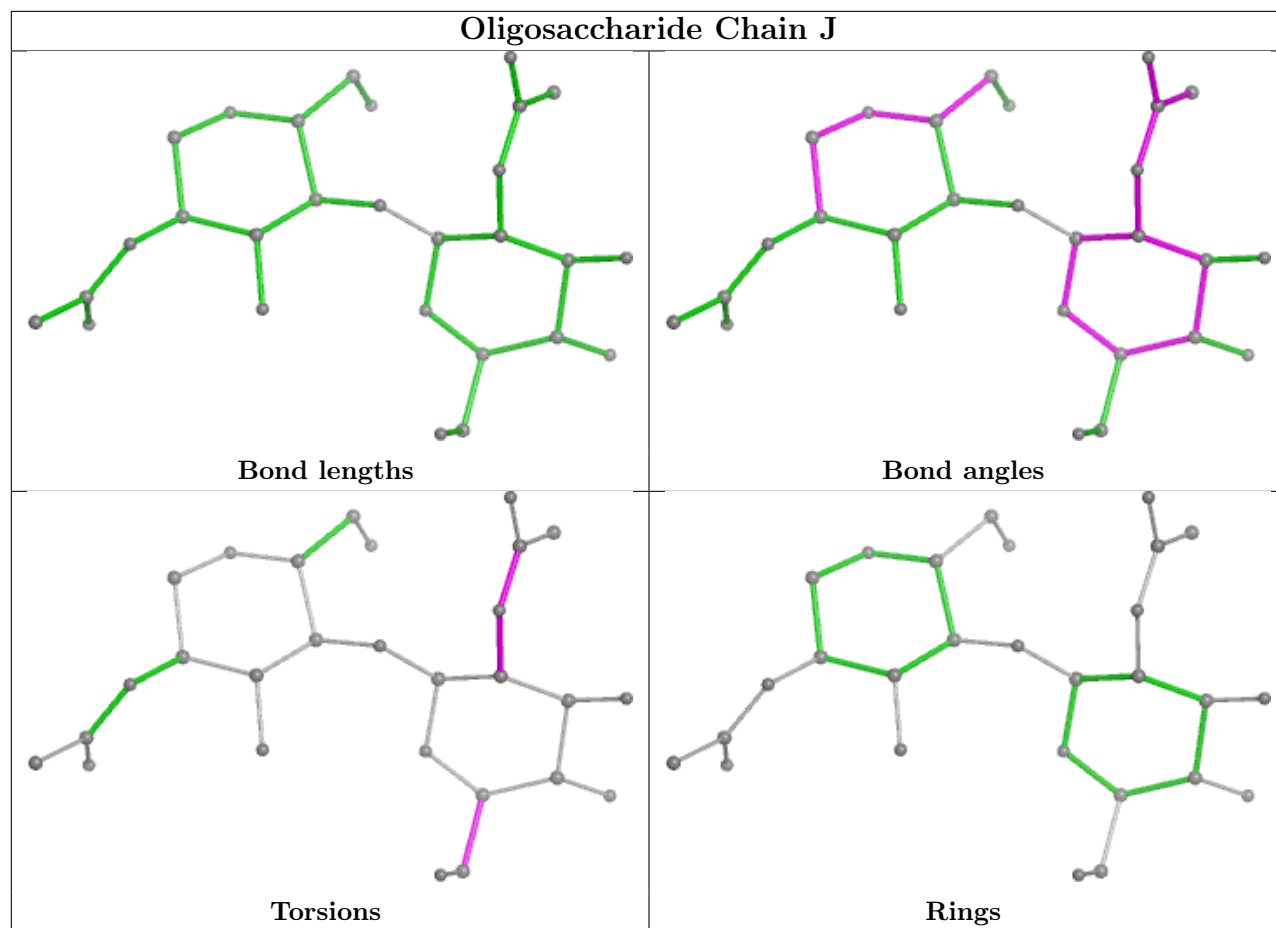 Oligosaccharide Chain J
Bond lengths
Bond angles
Torsions
Rings